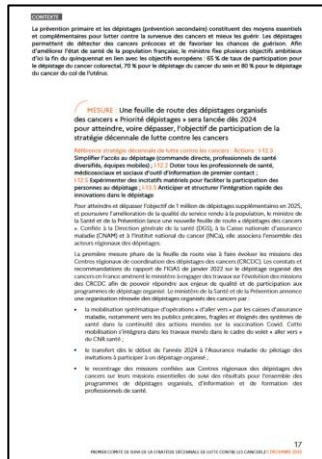 CONTEXTE
La prévention primaire et les dépistages (prévention secondaire) constituent des moyens essentiels
et complémentaires pour lutter contre la survenue des cancers et mieux les guérir. Les dépistages
permettent de détecter des cancers précoces et de favoriser les chances de guérison. Afin
d'améliorer l'état de santé de la population française, le ministre fixe plusieurs objectifs ambitieux
d'ici la fin du quinquennat en lien avec les objectifs européens : 65 % de taux de participation pour
le dépistage du cancer colorectal, 70 % pour le dépistage du cancer du sein et 80 % pour le dépistage
du cancer du col de l'utérus.
MESURE : Une feuille de route des dépistages organisés
des cancers « Priorité dépistages » sera lancée dès 2024
pour atteindre, voire dépasser, l'objectif de participation de la
stratégie décennale de lutte contre les cancers
Référence stratégie décennale de lutte contre les cancers : Actions : I-12.3
Simplifier l'accès au dépistage (commande directe, professionnels de santé
diversifiés, équipes mobiles) ; I-12.2 Doter tous les professionnels de santé,
médicosociaux et sociaux d'outil d'information de premier contact ;
I-12.5 Expérimenter des incitatifs matériels pour faciliter la participation des
personnes au dépistage ; I-13.5 Anticiper et structurer l'intégration rapide des
innovations dans le dépistage
Pour atteindre et dépasser l'objectif de 1 million de dépistages supplémentaires en 2025,
et poursuivre l'amélioration de la qualité du service rendu à la population, le ministère de
la Santé et de la Prévention lance une nouvelle feuille de route « dépistages des cancers
». Confiée à la Direction générale de la santé (DGS), à la Caisse nationale d'assurance
maladie (CNAM) et à l'Institut national du cancer (INCa), elle associera l'ensemble des
acteurs régionaux des dépistages.
La première mesure phare de la feuille de route vise à faire évoluer les missions des
Centres régionaux de coordination des dépistages des cancers (CRCDC). Les constats et
recommandations du rapport de l'IGAS de janvier 2022 sur le dépistage organisé des
cancers en France amènent le ministère à engager des travaux sur l'évolution des missions
des CRCDC afin de pouvoir répondre aux enjeux de qualité et de participation aux
programmes de dépistage organisé. Le ministère de la Santé et de la Prévention annonce
une organisation rénovée des dépistages organisés des cancers par :
• la mobilisation systématique d'opérations « d'aller vers » par les caisses d'assurance
maladie, notamment vers les publics précaires, fragiles et éloignés des systèmes de
santé dans la continuité des actions menées sur la vaccination Covid. Cette
mobilisation s'intégrera dans les travaux menés dans le cadre du volet « aller vers »
du CNR santé ;
• le transfert dès le début de l'année 2024 à l'Assurance maladie du pilotage des
invitations à participer à un dépistage organisé ;
• le recentrage des missions confiées aux Centres régionaux des dépistages des
cancers sur leurs missions essentielles de suivi des résultats pour l'ensemble des
programmes de dépistages organisés, d'information et de formation des
professionnels de santé.
17
PREMIER COMITÉ DE SUIVI DE LA STRATÉGIE DÉCENNALE DE LUTTE CONTRE LES CANCERS